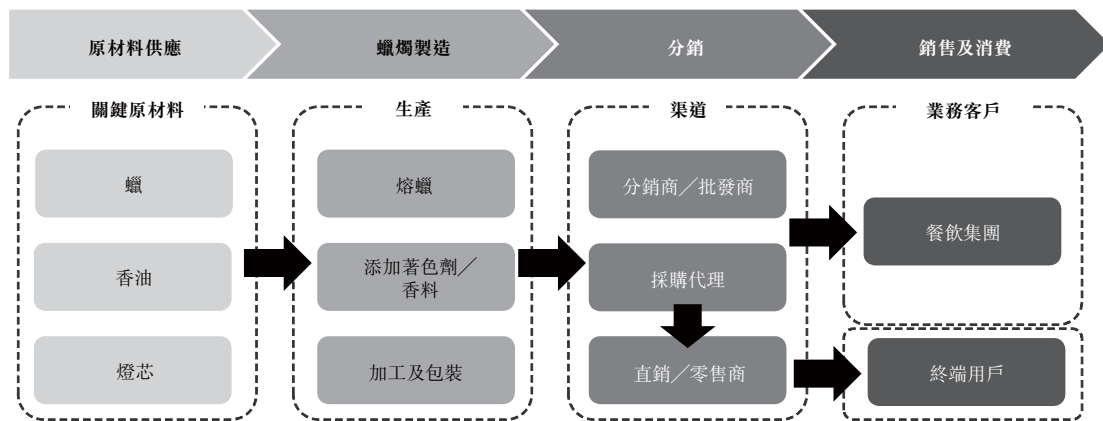 原材料供應
蠟燭製造
分銷
銷售及消費
關鍵原材料
蠟
香油
燈芯
生產
熔蠟
添加著色劑／
香料
加工及包裝
渠道
分銷商／批發商
採購代理
直銷／零售商
業務客戶
餐飲集團
終端用戶